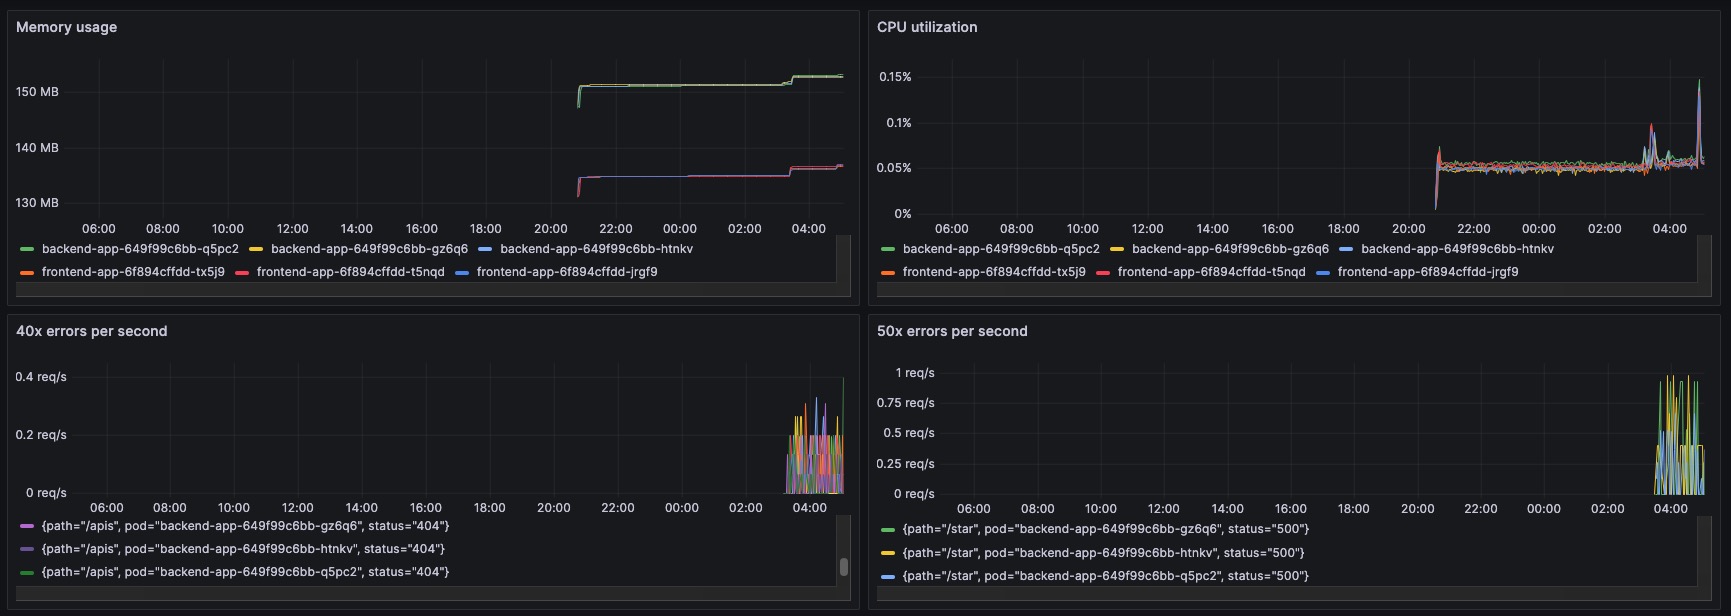 Memory usage
150 MB
140 MB
130 MB
06:00 08:00 10:00 12:00 14:00 16:00 18:00 20:00 22:00 00:00 02:00 04:00
backend-app-649f99c6bb-q5pc2 backend-app-649f99c6bb-gz6q6 backend-app-649f99c6bb-htnkv
frontend-app-6f894cffdd-tx5j9 frontend-app-6f894cffdd-t5nqd frontend-app-6f894cffdd-jrgf9
CPU utilization
0.15%
0.1%
0.05%
0%
06:00 08:00 10:00 12:00 14:00 16:00 18:00 20:00 22:00 00:00 02:00 04:00
backend-app-649f99c6bb-q5pc2 backend-app-649f99c6bb-gz6q6 backend-app-649f99c6bb-htnkv
frontend-app-6f894cffdd-tx5j9 frontend-app-6f894cffdd-t5nqd frontend-app-6f894cffdd-jrgf9
40x errors per second
0.4 req/s
0.2 req/s
0 req/s
06:00 08:00 10:00 12:00 14:00 16:00 18:00 20:00 22:00 00:00 02:00 04:00
{path="/apis", pod="backend-app-649f99c6bb-gz6q6", status="404"}
{path="/apis", pod="backend-app-649f99c6bb-htnkv", status="404"}
{path="/apis", pod="backend-app-649f99c6bb-q5pc2", status="404"}
50x errors per second
1 req/s
0.75 req/s
0.5 req/s
0.25 req/s
0 req/s
06:00 08:00 10:00 12:00 14:00 16:00 18:00 20:00 22:00 00:00 02:00 04:00
{path="/star", pod="backend-app-649f99c6bb-gz6q6", status="500"}
{path="/star", pod="backend-app-649f99c6bb-htnkv", status="500"}
{path="/star", pod="backend-app-649f99c6bb-q5pc2", status="500"}